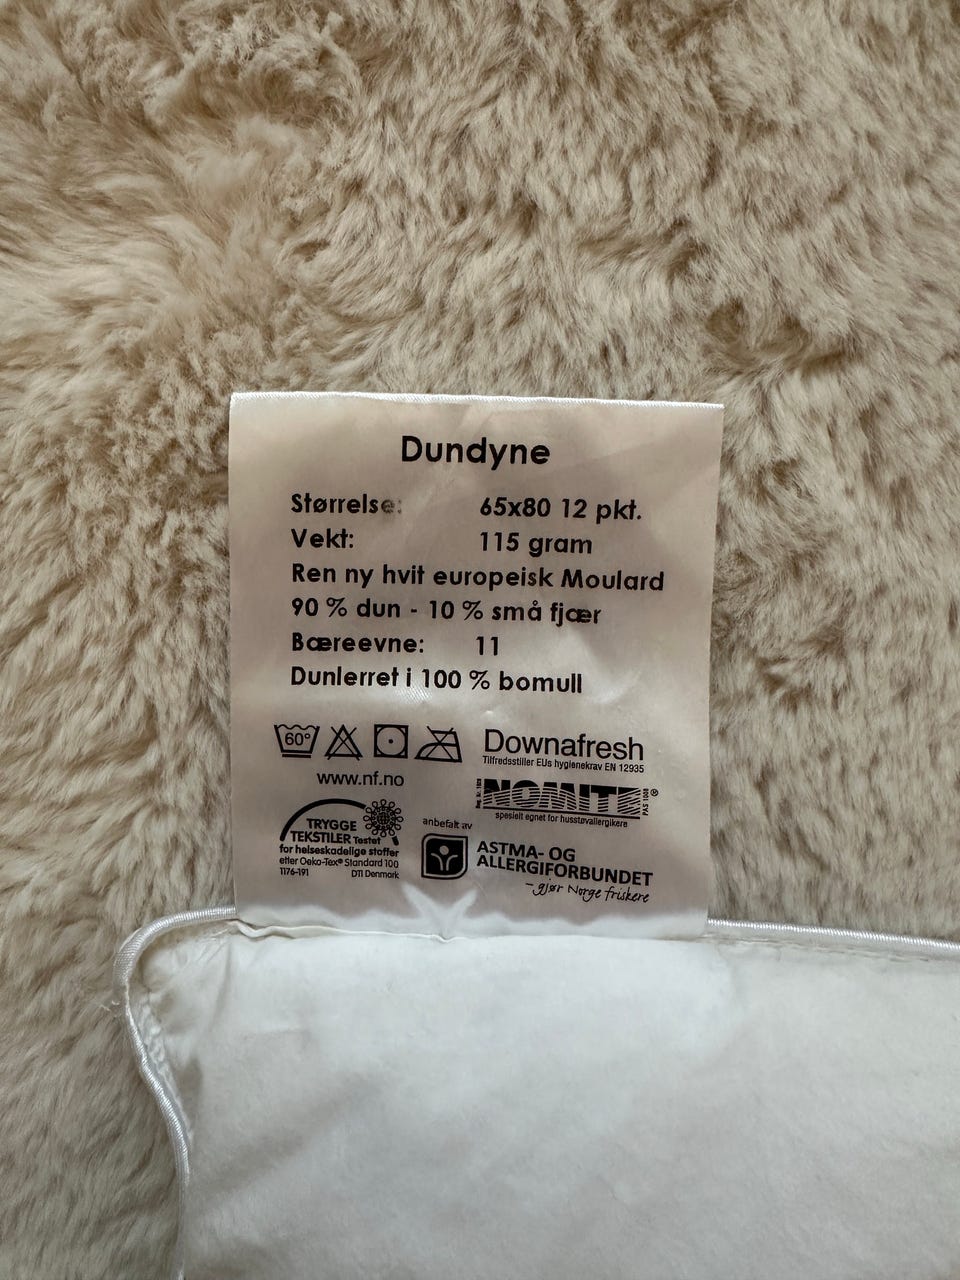 Dundyne
Størrelse: 65x80 12 pkt.
Vekt: 115 gram
Ren ny hvit europeisk Moulard
90 % dun - 10 % små fjær
Bæreevne: 11
Dunlerret i 100 % bomull
60°
Downafresh
Tilfredsstiller EUs hygienekrav EN 12935
www.nf.no
NOMITE®
PAS 1008
spesielt egnet for husstøvallergikere
TRYGGE
TEKSTILER Testet
for helseskadelige stoffer
etter Oeko-Tex® Standard 100
1176-191 DTI Denmark
anbefalt av
ASTMA- OG
ALLERGIFORBUNDET
- gjør Norge friskere